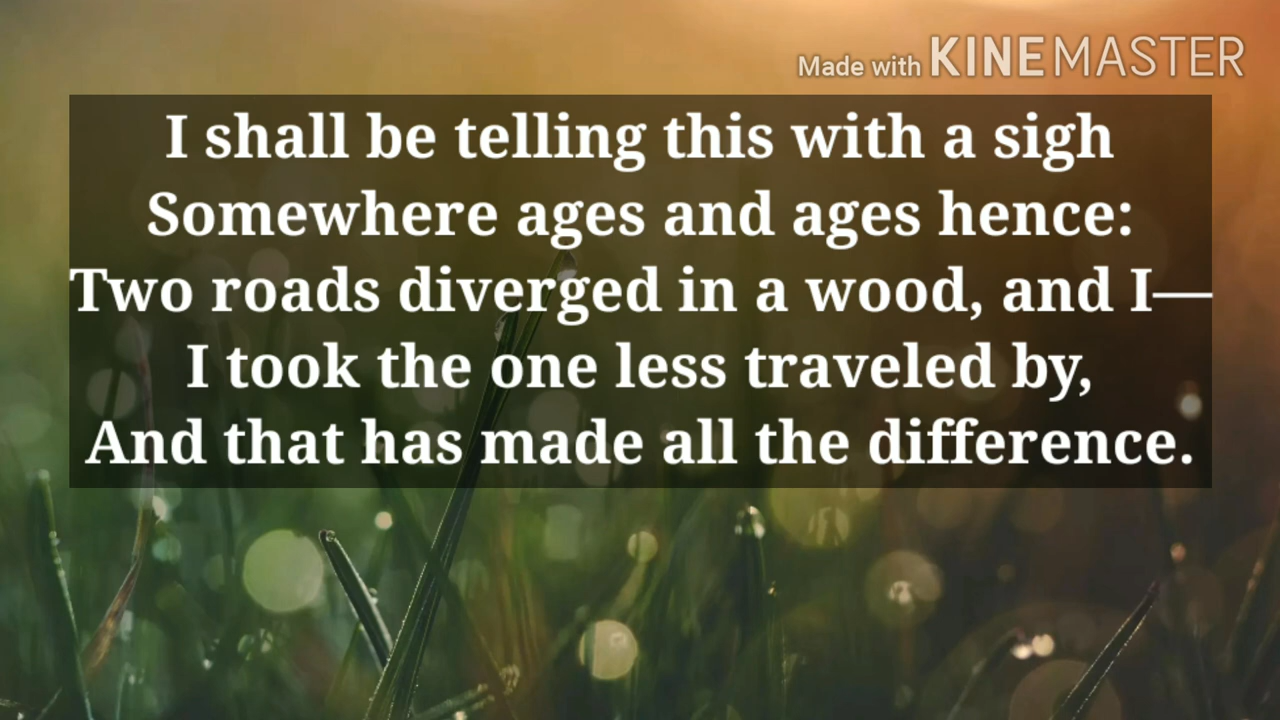 Made with KINEMASTER
I shall be telling this with a sigh
Somewhere ages and ages hence:
Two roads diverged in a wood, and I—
I took the one less traveled by,
And that has made all the difference.